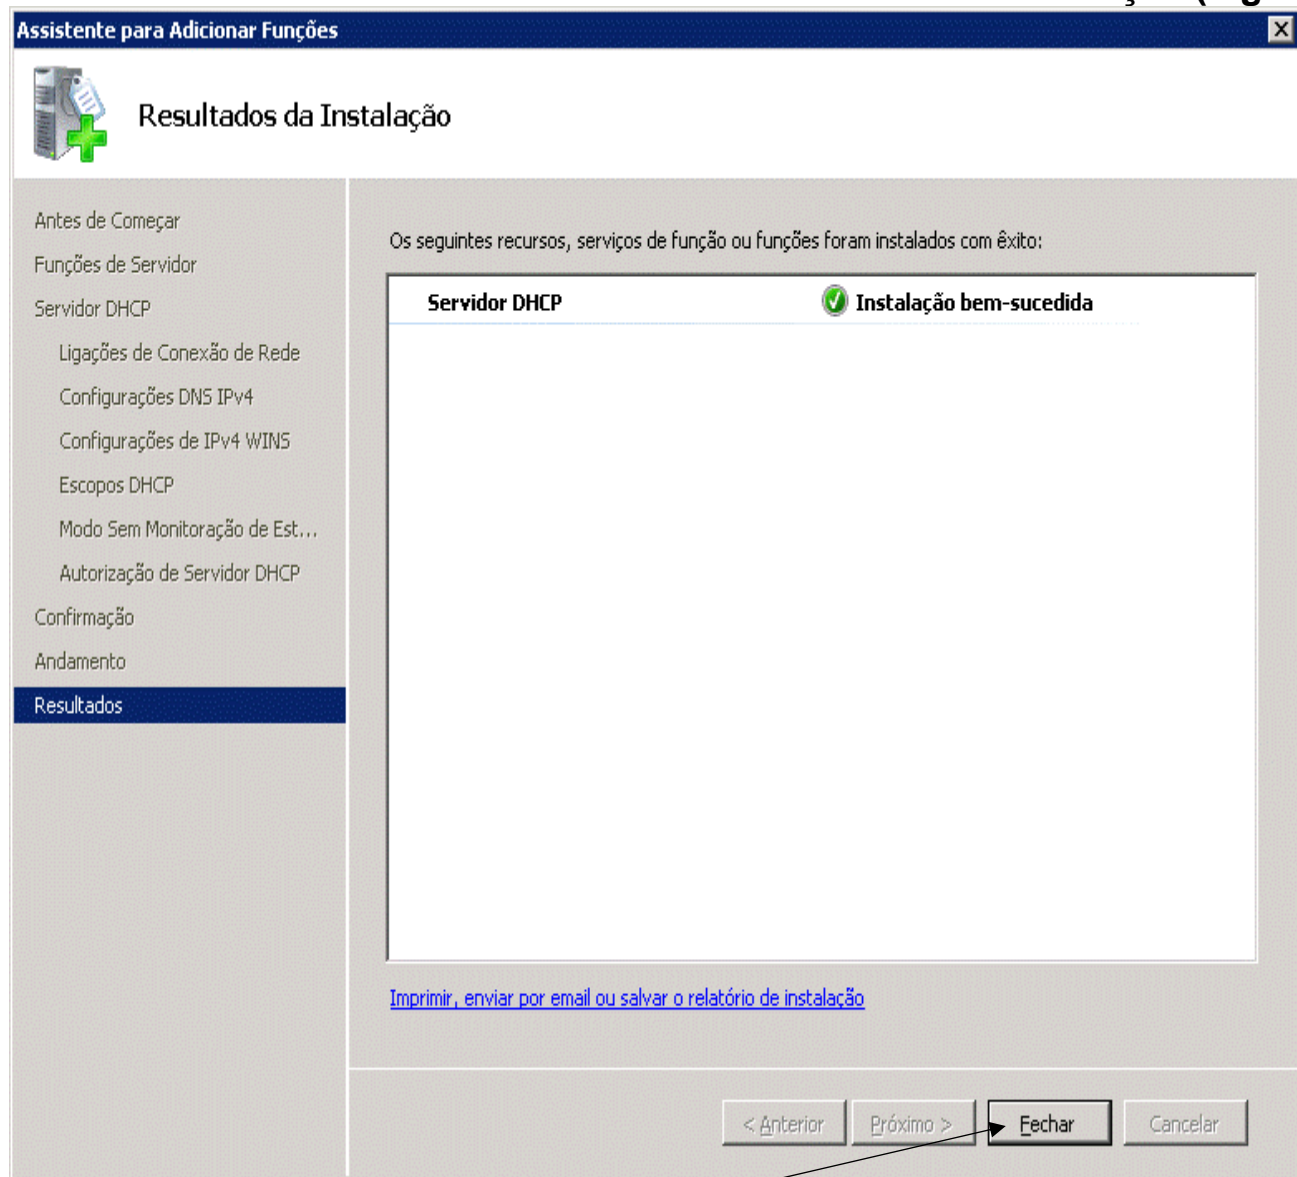 Assistente para Adicionar Funções
Resultados da Instalação
Antes de Começar
Funções de Servidor
Servidor DHCP
Ligações de Conexão de Rede
Configurações DNS IPv4
Configurações de IPv4 WINS
Escopos DHCP
Modo Sem Monitoração de Est...
Autorização de Servidor DHCP
Confirmação
Andamento
Resultados
Os seguintes recursos, serviços de função ou funções foram instalados com êxito:
Servidor DHCP Instalação bem-sucedida
Imprimir, enviar por email ou salvar o relatório de instalação
< Anterior Próximo > Fechar Cancelar